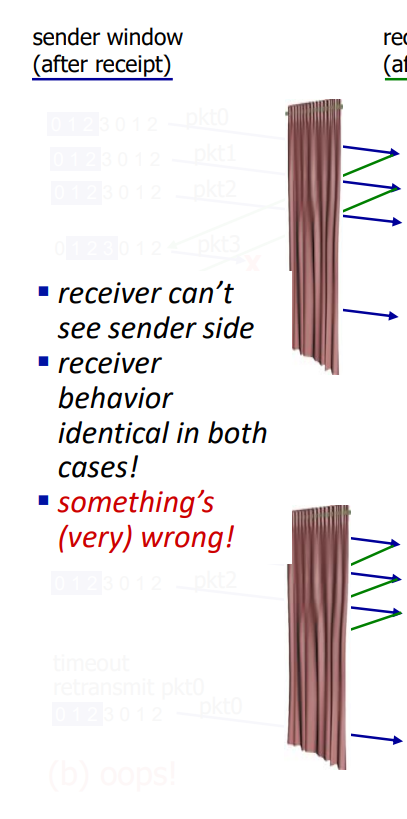 sender window
(after receipt)
rec
(af
0 1 2 3 0 1 2
pkt0
0 1 2 3 0 1 2
pkt1
0 1 2 3 0 1 2
pkt2
0 1 2 3 0 1 2
pkt3
X
▪ receiver can't
see sender side
▪ receiver
behavior
identical in both
cases!
▪ something's
(very) wrong!
0 1 2 3 0 1 2
pkt2
timeout
retransmit pkt0
0 1 2 3 0 1 2
pkt0
(b) oops!